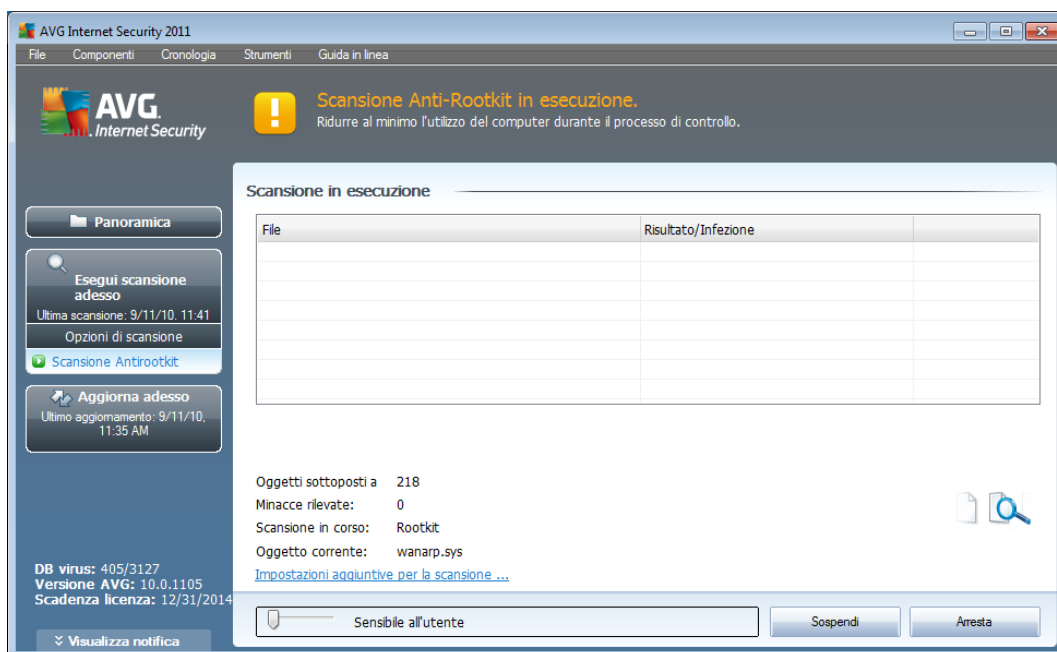 AVG Internet Security 2011
File Componenti Cronologia Strumenti Guida in linea
AVG.
Internet Security
Scansione Anti-Rootkit in esecuzione.
Ridurre al minimo l'utilizzo del computer durante il processo di controllo.
Panoramica
Esegui scansione
adesso
Ultima scansione: 9/11/10. 11:41
Opzioni di scansione
Scansione Antirootkit
Aggiorna adesso
Ultimo aggiornamento: 9/11/10,
11:35 AM
DB virus: 405/3127
Versione AVG: 10.0.1105
Scadenza licenza: 12/31/2014
Visualizza notifica
Scansione in esecuzione
File Risultato/Infezione
Oggetti sottoposti a 218
Minacce rilevate: 0
Scansione in corso: Rootkit
Oggetto corrente: wanarp.sys
Impostazioni aggiuntive per la scansione ...
Sensibile all'utente Sospendi Arresta